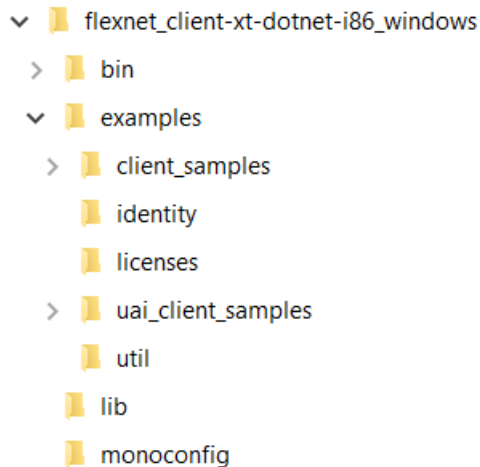 flexnet_client-xt-dotnet-i86_windows
bin
examples
client_samples
identity
licenses
uai_client_samples
util
lib
monoconfig